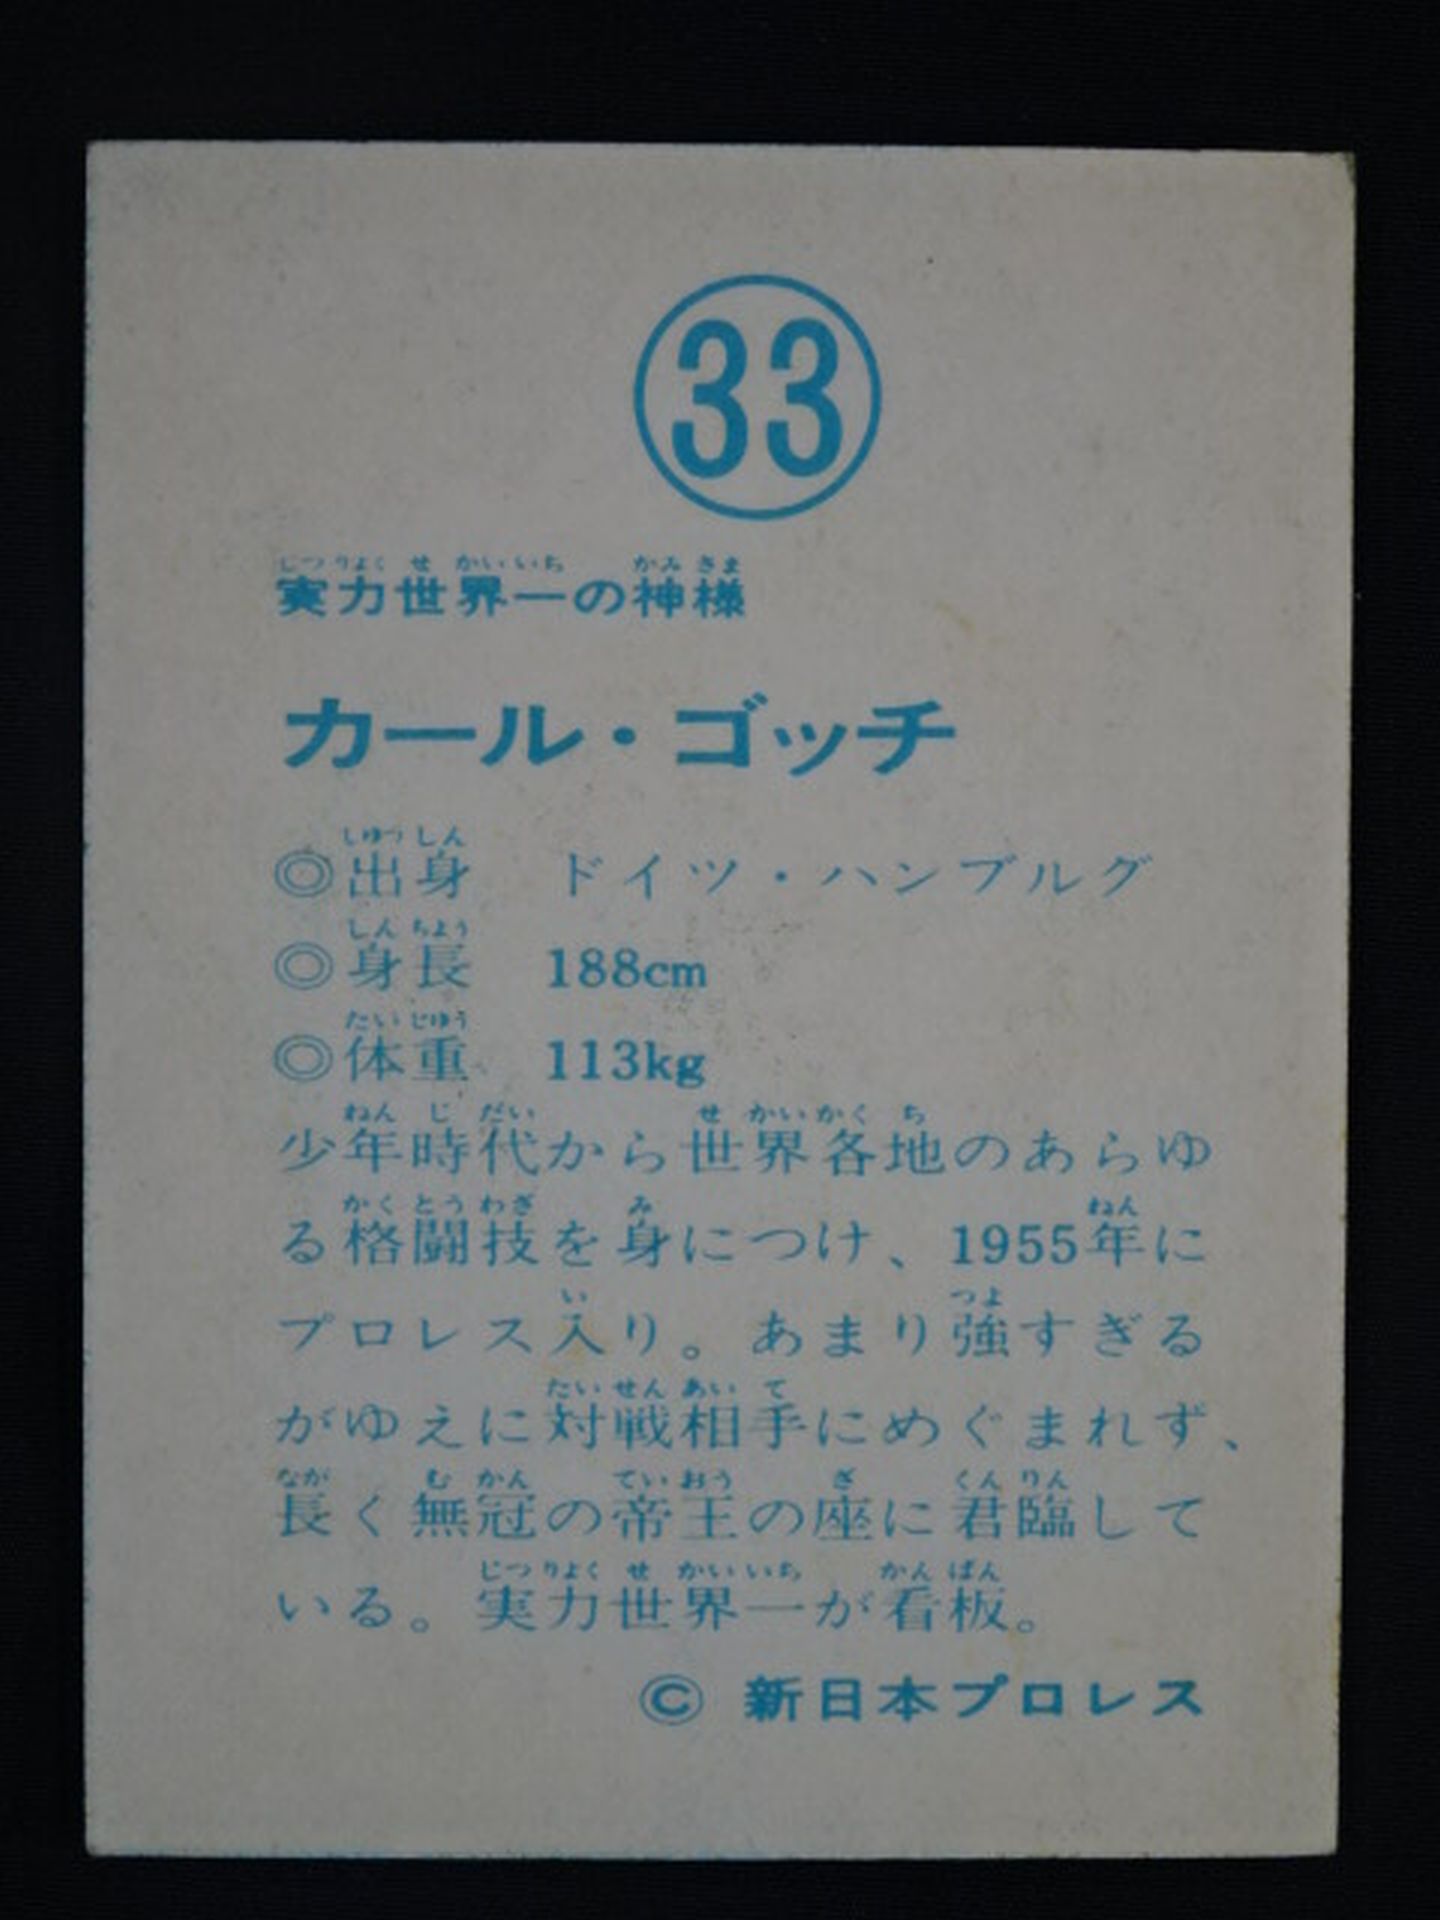 33
実力世界一の神様
カール・ゴッチ
◎出身 ドイツ・ハンブルグ
◎身長 188cm
◎体重 113kg
少年時代から世界各地のあらゆ
る格闘技を身につけ、1955年に
プロレス入り。あまり強すぎる
がゆえに対戦相手にめぐまれず、
長く無冠の帝王の座に君臨して
いる。実力世界一が看板。
© 新日本プロレス